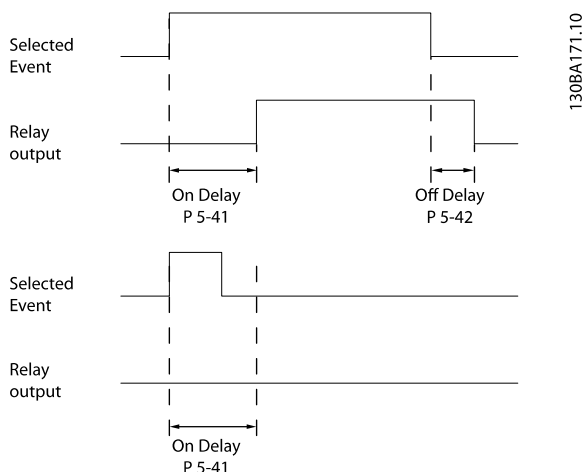 130BA171.10
Selected
Event
Relay
output
On Delay
P 5-41
Off Delay
P 5-42
Selected
Event
Relay
output
On Delay
P 5-41